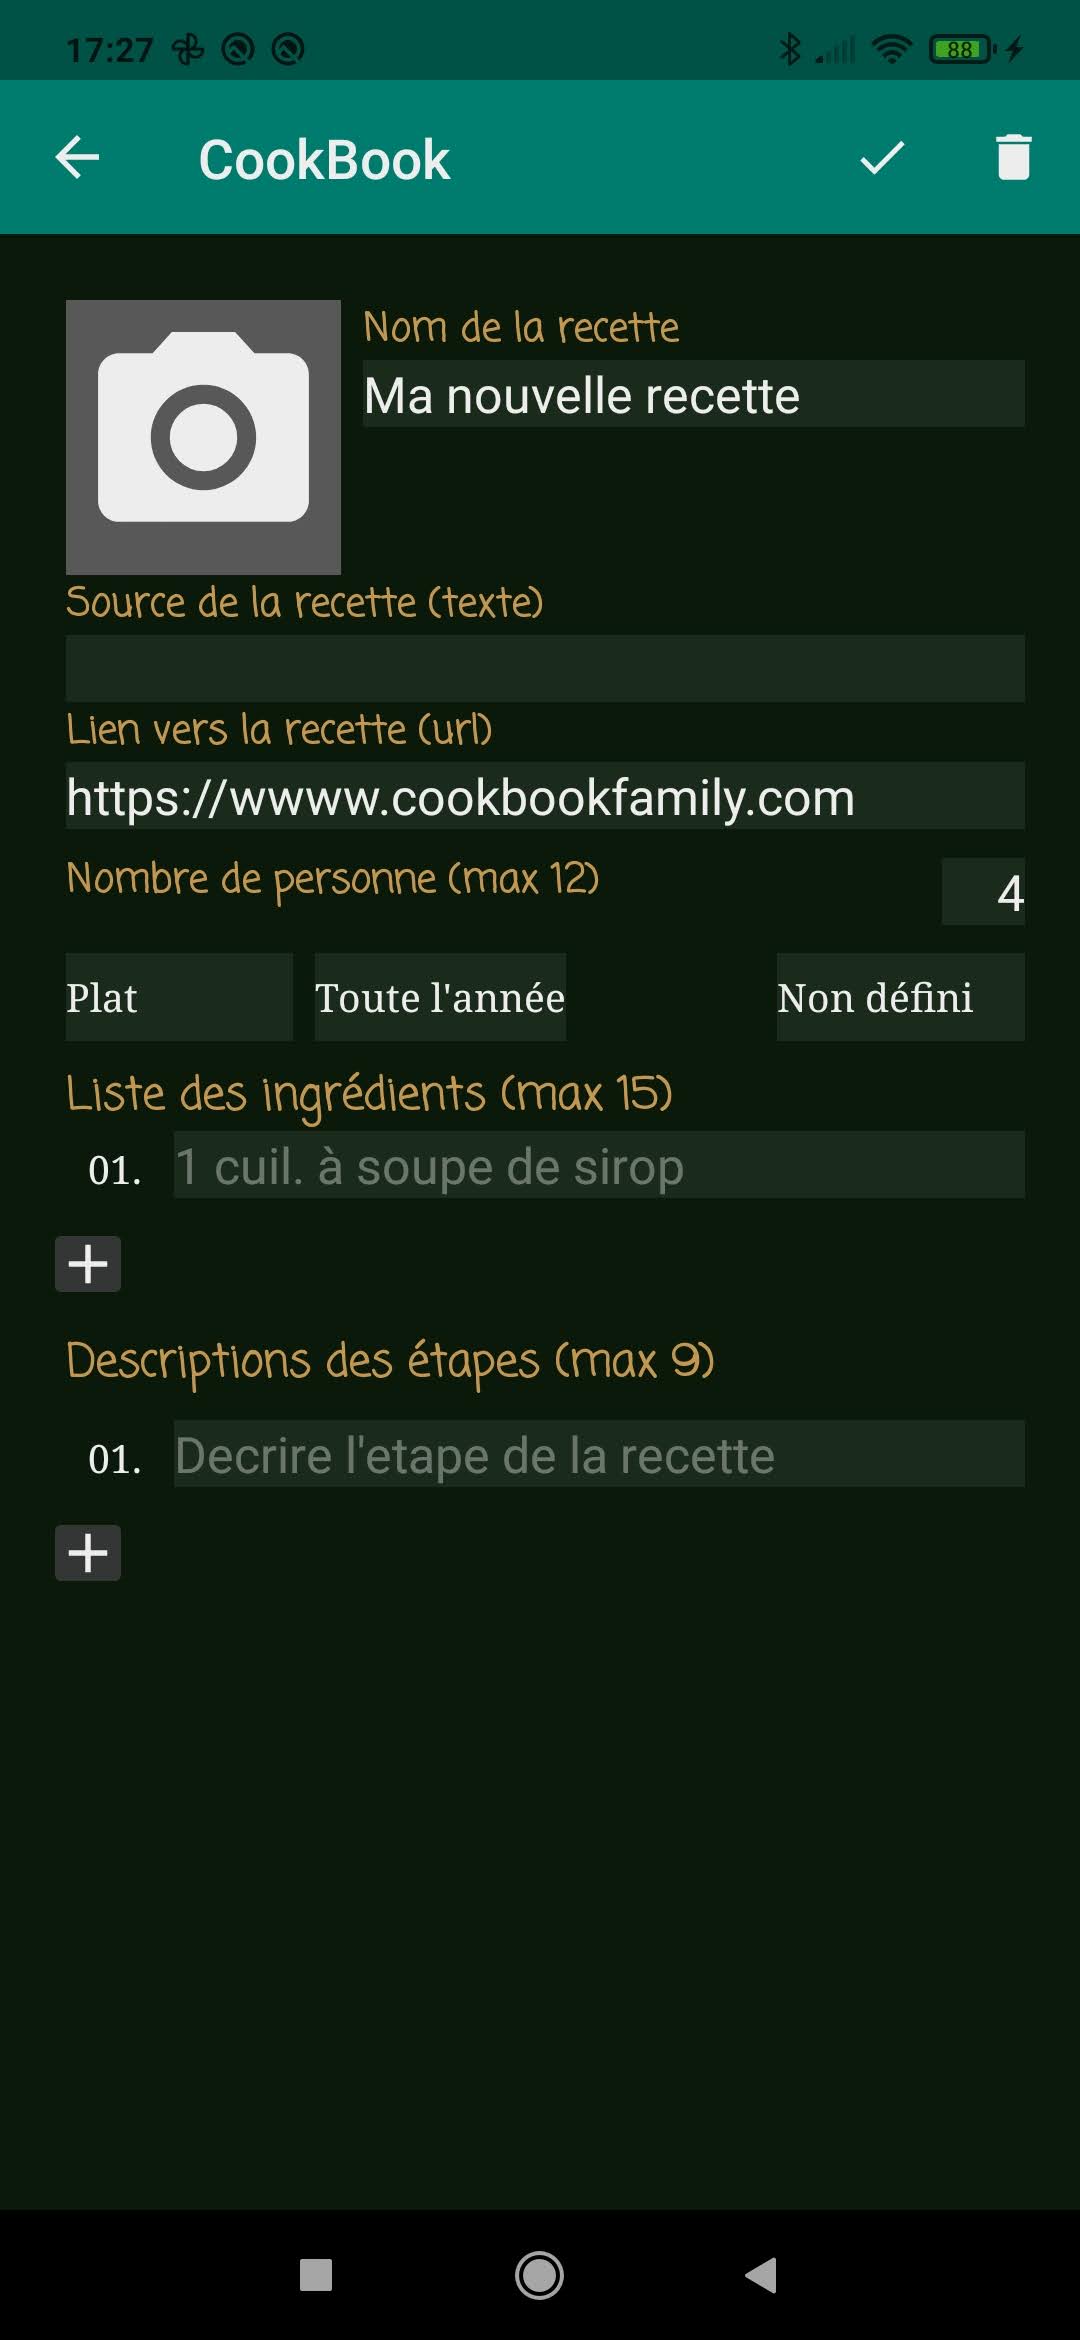 17:27
88
CookBook
Nom de la recette
Ma nouvelle recette
Source de la recette (texte)
Lien vers la recette (url)
https://wwww.cookbookfamily.com
Nombre de personne (max 12)
4
Plat Toute l'année Non défini
Liste des ingrédients (max 15)
01. 1 cuil. à soupe de sirop
Descriptions des étapes (max 9)
01. Decrire l'etape de la recette